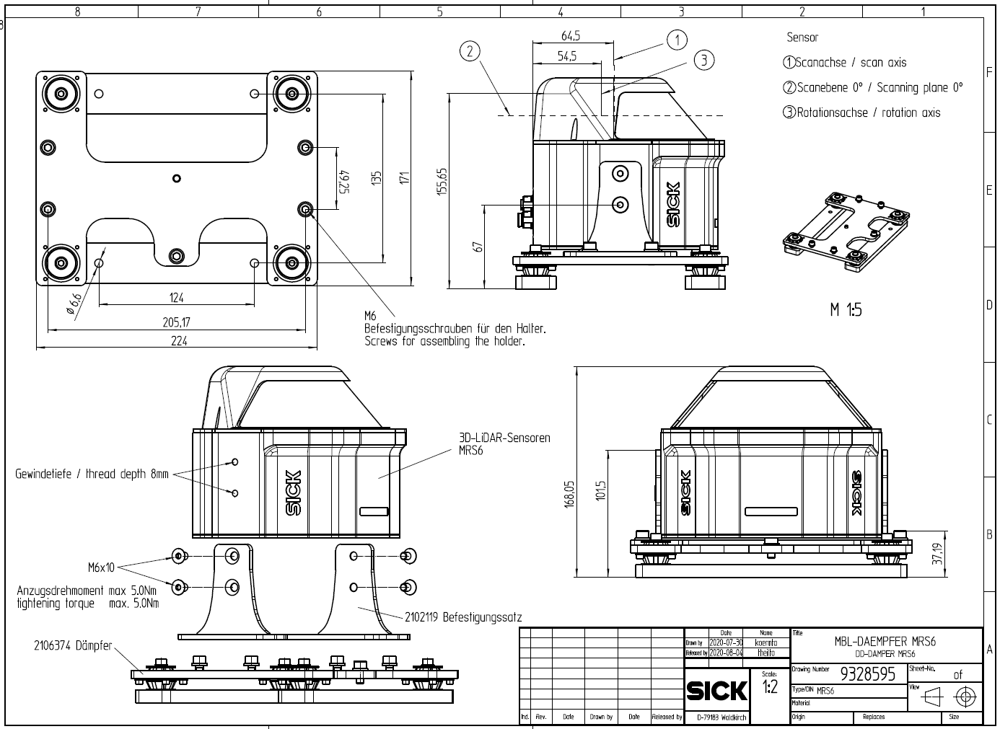 8
7
6
5
4
3
2
1
8
F
E
D
C
B
A
49,25
135
171
⌀ 6,6
124
205,17
224
M6
Befestigungsschrauben für den Halter.
Screws for assembling the holder.
64,5
54,5
1
2
3
155,65
67
SICK
Sensor
1 Scanachse / scan axis
2 Scanebene 0° / Scanning plane 0°
3 Rotationsachse / rotation axis
M 1:5
3D-LiDAR-Sensoren
MRS6
Gewindetiefe / thread depth 8mm
SICK
M6x10
Anzugsdrehmoment max 5.0Nm
tightening torque max. 5.0Nm
2102119 Befestigungssatz
2106374 Dämpfer
168,05
101,5
37,19
SICK
SICK
Date
Name
Drawn by
2020-07-30
koermta
Released by
2020-08-04
theilto
Title
MBL-DAEMPFER MRS6
DD-DAMPER MRS6
SICK
Scale:
1:2
D-79183 Waldkirch
Drawing Number
9328595
Sheet-No.
of
Type/DIN MRS6
View
Material
Origin
Replaces
Size
Ind.
Rev.
Date
Drawn by
Date
Released by